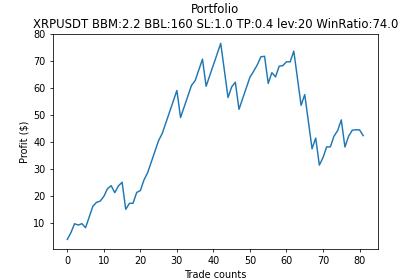 Portfolio
XRPUSDT BBM:2.2 BBL:160 SL:1.0 TP:0.4 lev:20 WinRatio:74.0
80
70
60
50
40
30
20
10
Profit ($)
0 10 20 30 40 50 60 70 80
Trade counts